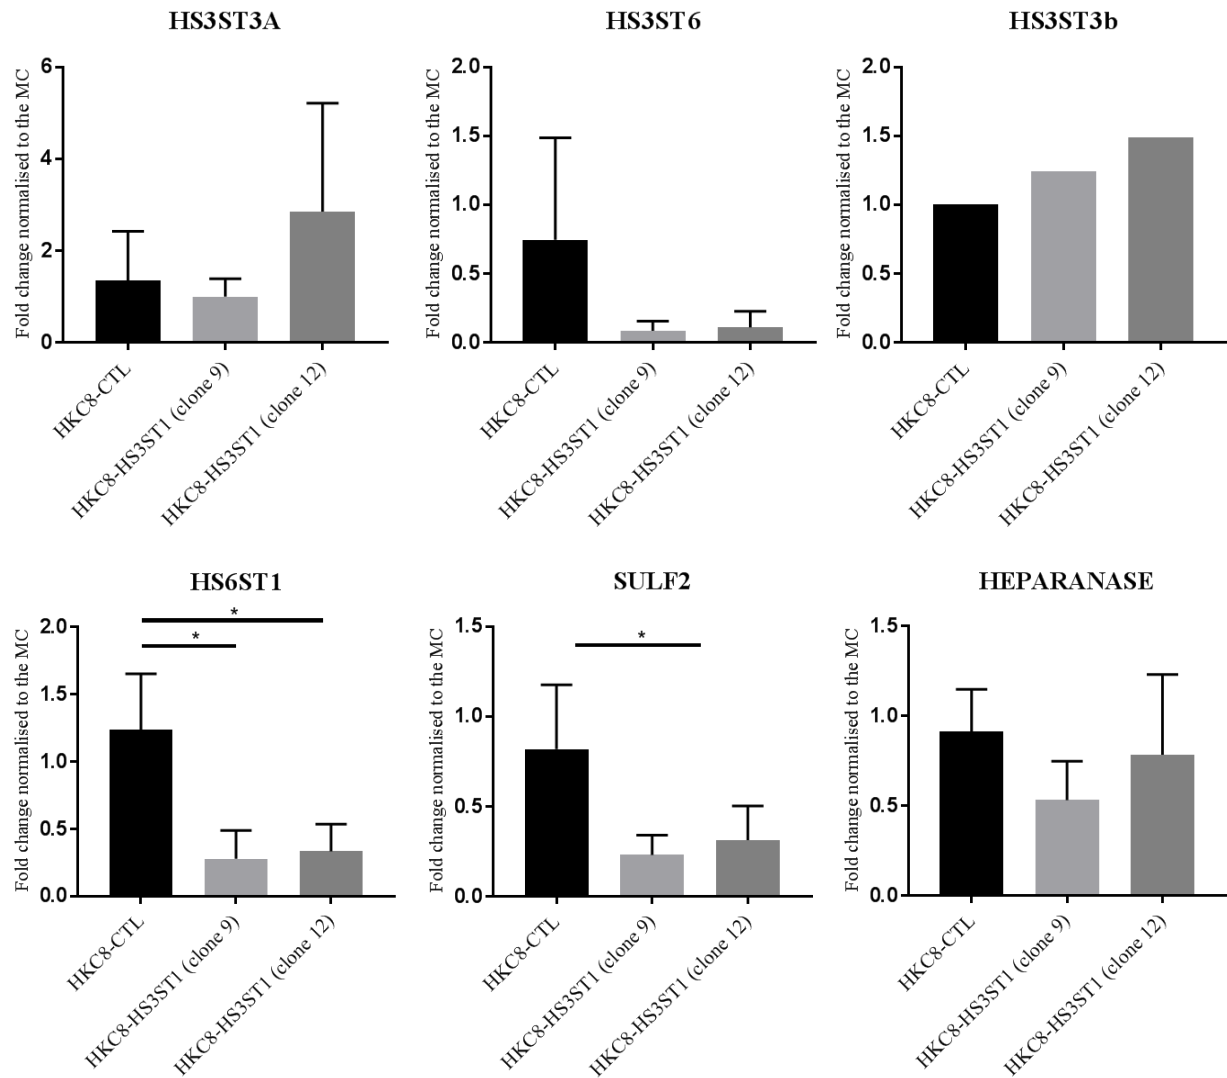 HS3ST3A
Fold change normalised to the MC
6
4
2
0
HKC8-CTL
HKC8-HS3ST1 (clone 9)
HKC8-HS3ST1 (clone 12)
HS3ST6
Fold change normalised to the MC
2.0
1.5
1.0
0.5
0.0
HKC8-CTL
HKC8-HS3ST1 (clone 9)
HKC8-HS3ST1 (clone 12)
HS3ST3b
Fold change normalised to the MC
2.0
1.5
1.0
0.5
0.0
HKC8-CTL
HKC8-HS3ST1 (clone 9)
HKC8-HS3ST1 (clone 12)
HS6ST1
Fold change normalised to the MC
2.0
1.5
1.0
0.5
0.0
*
*
HKC8-CTL
HKC8-HS3ST1 (clone 9)
HKC8-HS3ST1 (clone 12)
SULF2
Fold change normalised to the MC
1.5
1.0
0.5
0.0
*
HKC8-CTL
HKC8-HS3ST1 (clone 9)
HKC8-HS3ST1 (clone 12)
HEPARANASE
Fold change normalised to the MC
1.5
1.0
0.5
0.0
HKC8-CTL
HKC8-HS3ST1 (clone 9)
HKC8-HS3ST1 (clone 12)